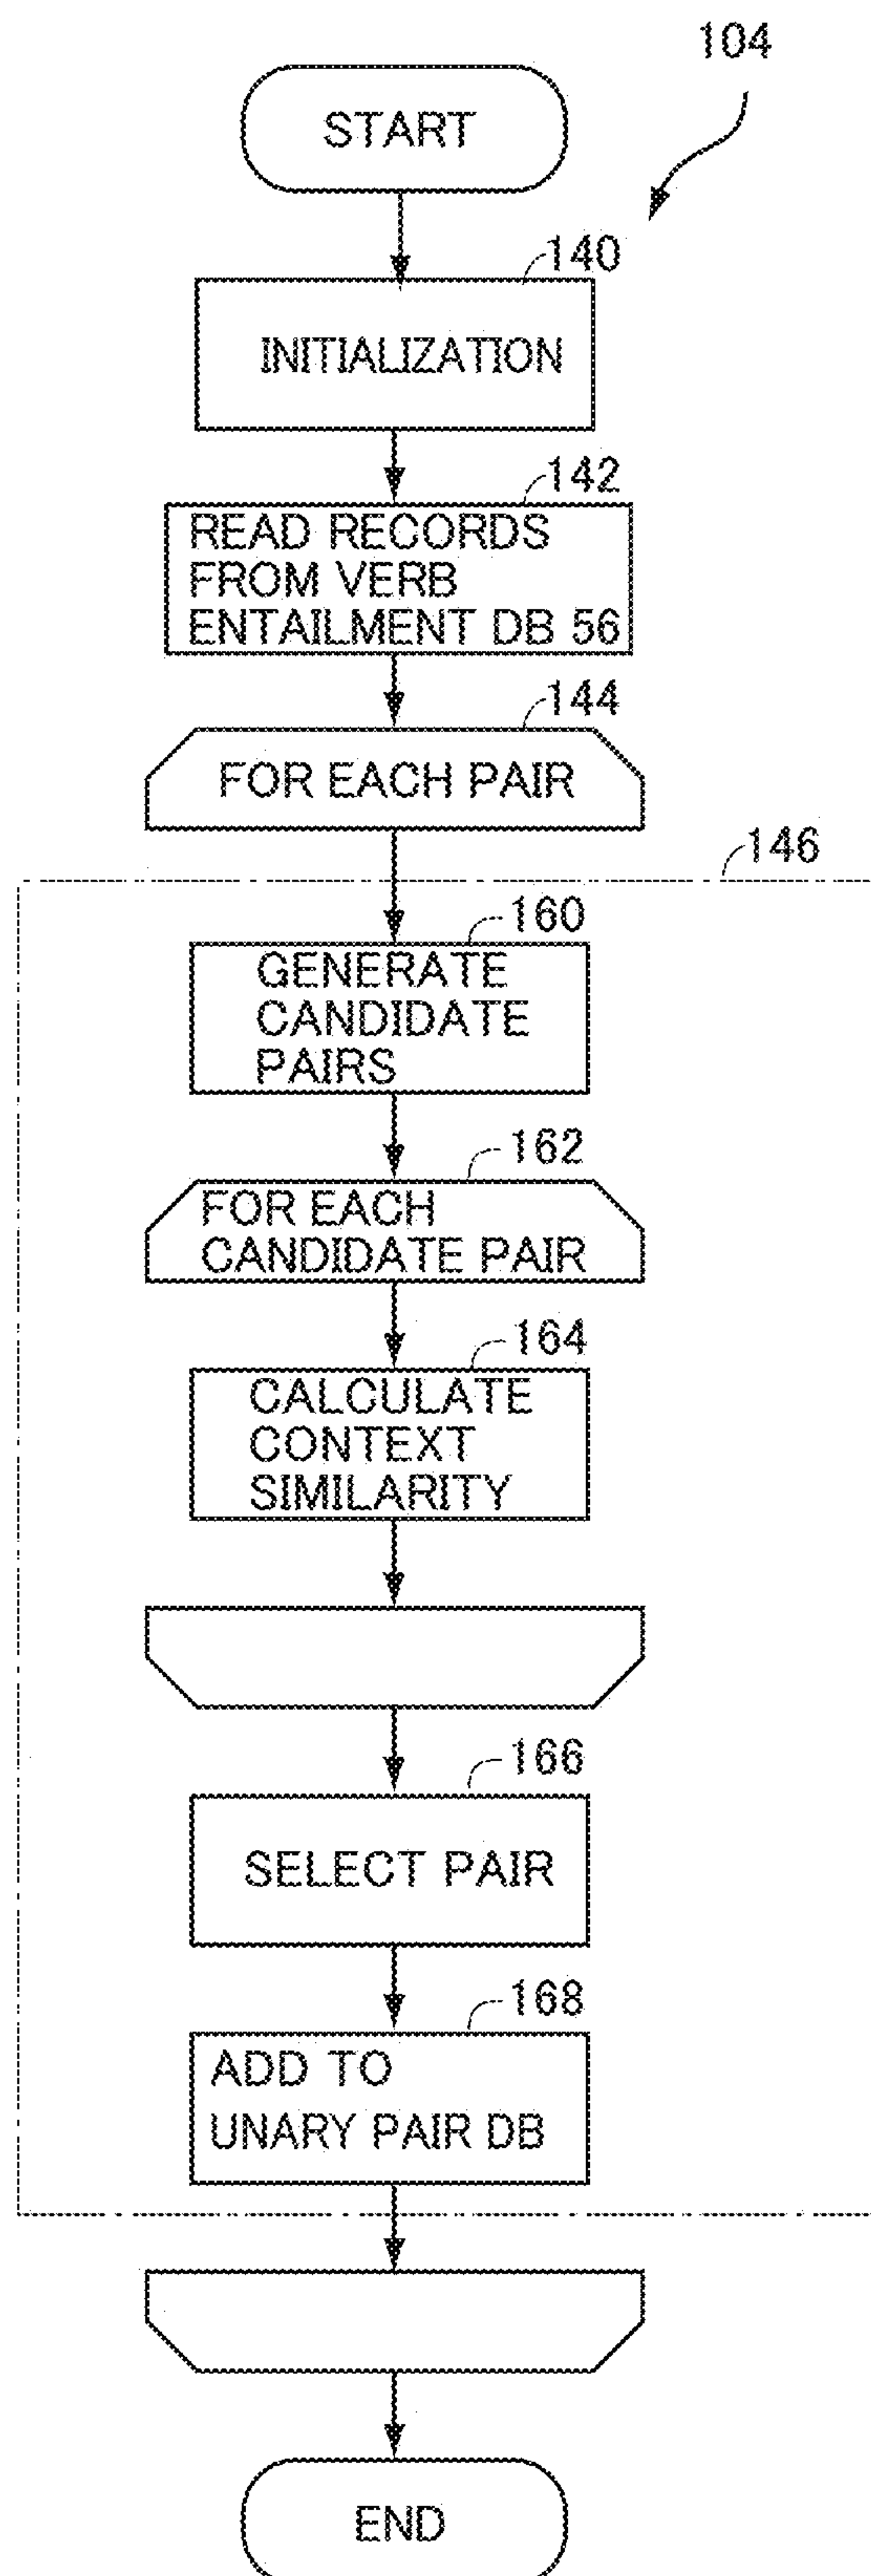 104
START
140
INITIALIZATION
142
READ RECORDS
FROM VERB
ENTAILMENT DB 56
144
FOR EACH PAIR
146
160
GENERATE
CANDIDATE
PAIRS
162
FOR EACH
CANDIDATE PAIR
164
CALCULATE
CONTEXT
SIMILARITY
166
SELECT PAIR
168
ADD TO
UNARY PAIR DB
END